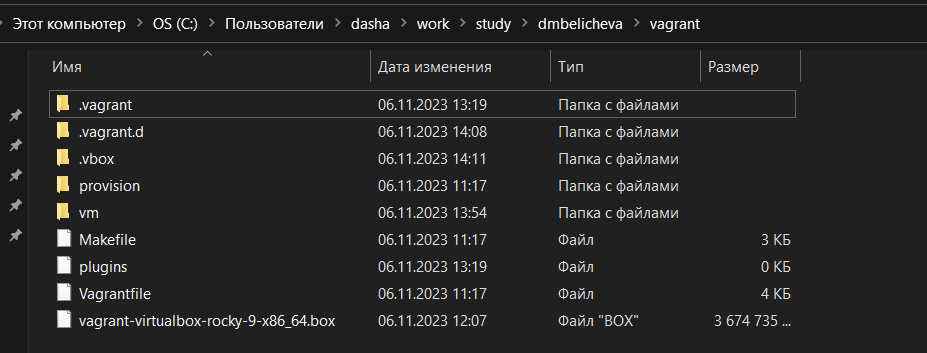 Этот компьютер > OS (C:) > Пользователи > dasha > work > study > dmbelicheva > vagrant
Имя Дата изменения Тип Размер
.vagrant 06.11.2023 13:19 Папка с файлами
.vagrant.d 06.11.2023 14:08 Папка с файлами
.vbox 06.11.2023 14:11 Папка с файлами
provision 06.11.2023 11:17 Папка с файлами
vm 06.11.2023 13:54 Папка с файлами
Makefile 06.11.2023 11:17 Файл 3 КБ
plugins 06.11.2023 13:19 Файл 0 КБ
Vagrantfile 06.11.2023 11:17 Файл 4 КБ
vagrant-virtualbox-rocky-9-x86_64.box 06.11.2023 12:07 Файл "BOX" 3 674 735 ...